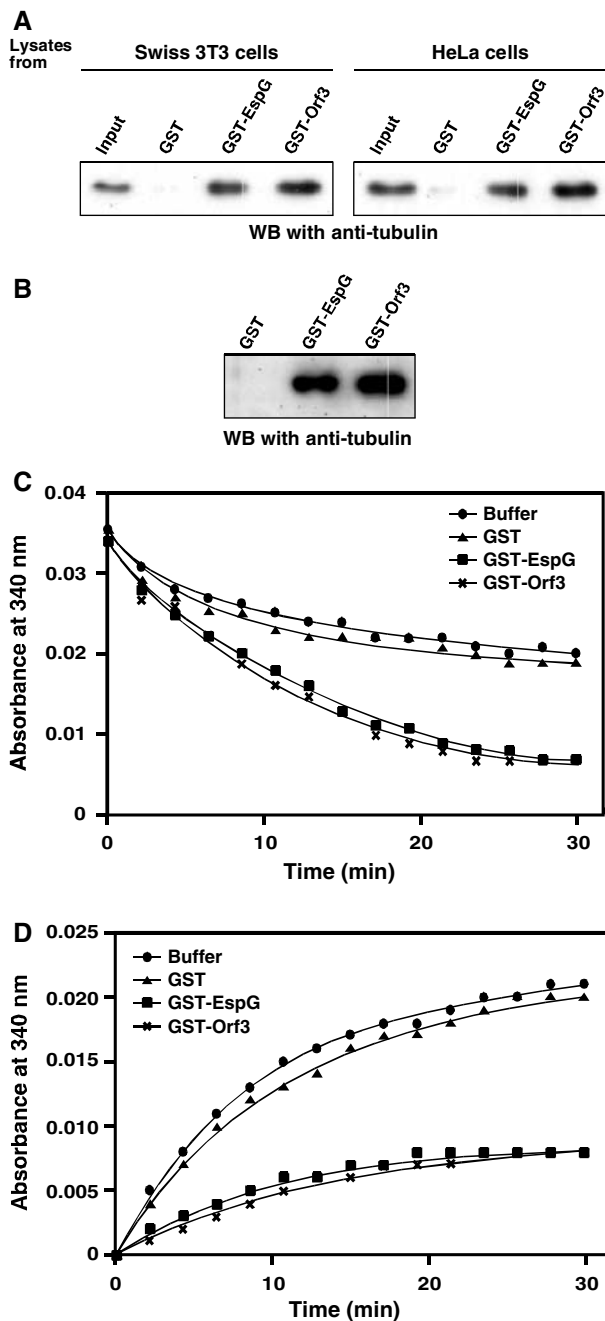 A
Lysates from
Swiss 3T3 cells
HeLa cells
Input
GST
GST-EspG
GST-Orf3
Input
GST
GST-EspG
GST-Orf3
WB with anti-tubulin
B
GST
GST-EspG
GST-Orf3
WB with anti-tubulin
C
0.04
0.03
0.02
0.01
0
Absorbance at 340 nm
Buffer
GST
GST-EspG
GST-Orf3
0
10
20
30
Time (min)
D
0.025
0.020
0.015
0.010
0.005
0
Absorbance at 340 nm
Buffer
GST
GST-EspG
GST-Orf3
0
10
20
30
Time (min)